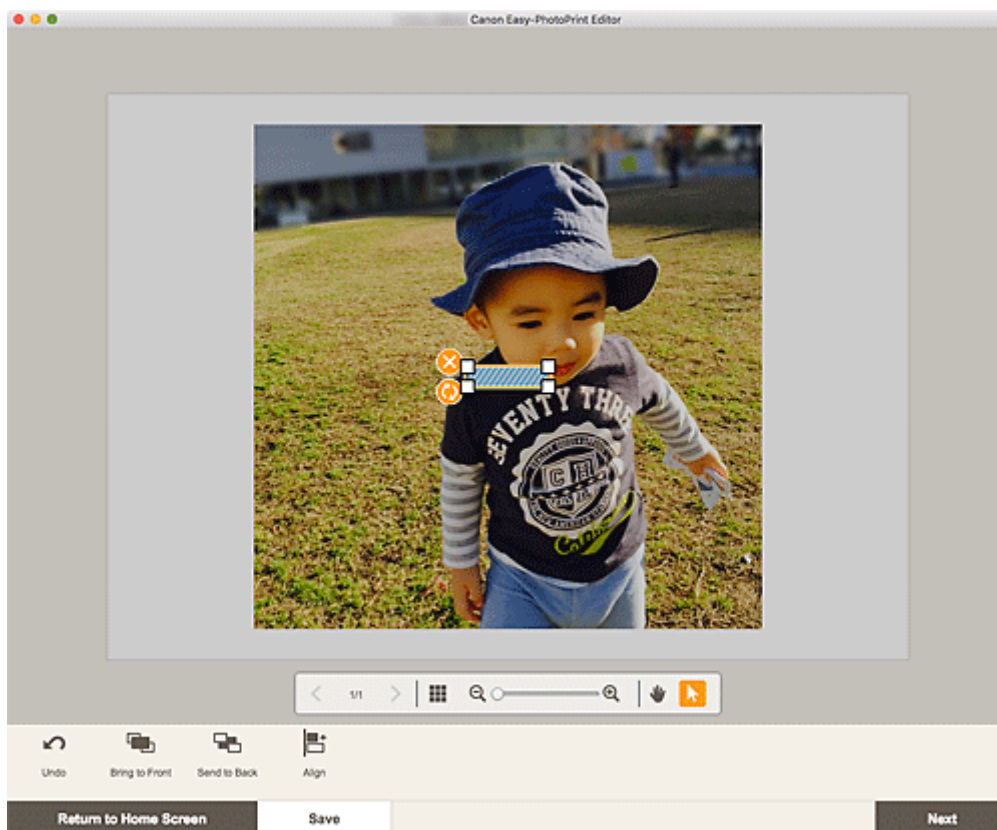 Canon Easy-PhotoPrint Editor
SEVENTY THRE
1/1
Undo
Bring to Front
Send to Back
Align
Return to Home Screen
Save
Next